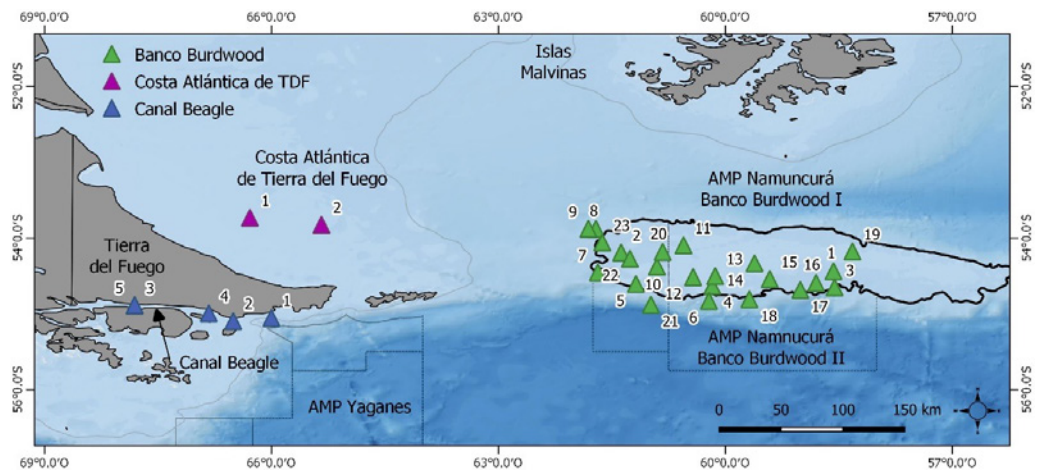 69°0.0'O 66°0.0'O 63°0.0'O 60°0.0'O 57°0.0'O
Banco Burdwood
Costa Atlántica de TDF
Canal Beagle
Islas
Malvinas
52°0.0'S
52°0.0'S
Costa Atlántica
de Tierra del Fuego
1
2
AMP Namuncurá
Banco Burdwood I
9 8 23 2 20 11
19
54°0.0'S
54°0.0'S
Tierra
del Fuego
7
22
10
12
13
14
15
16
1
3
5 3 4 2 1
5
21
6
4
18
17
Canal Beagle
AMP Namnucurá
Banco Burdwood II
AMP Yaganes
56°0.0'S
56°0.0'S
0 50 100 150 km
69°0.0'O 66°0.0'O 63°0.0'O 60°0.0'O 57°0.0'O